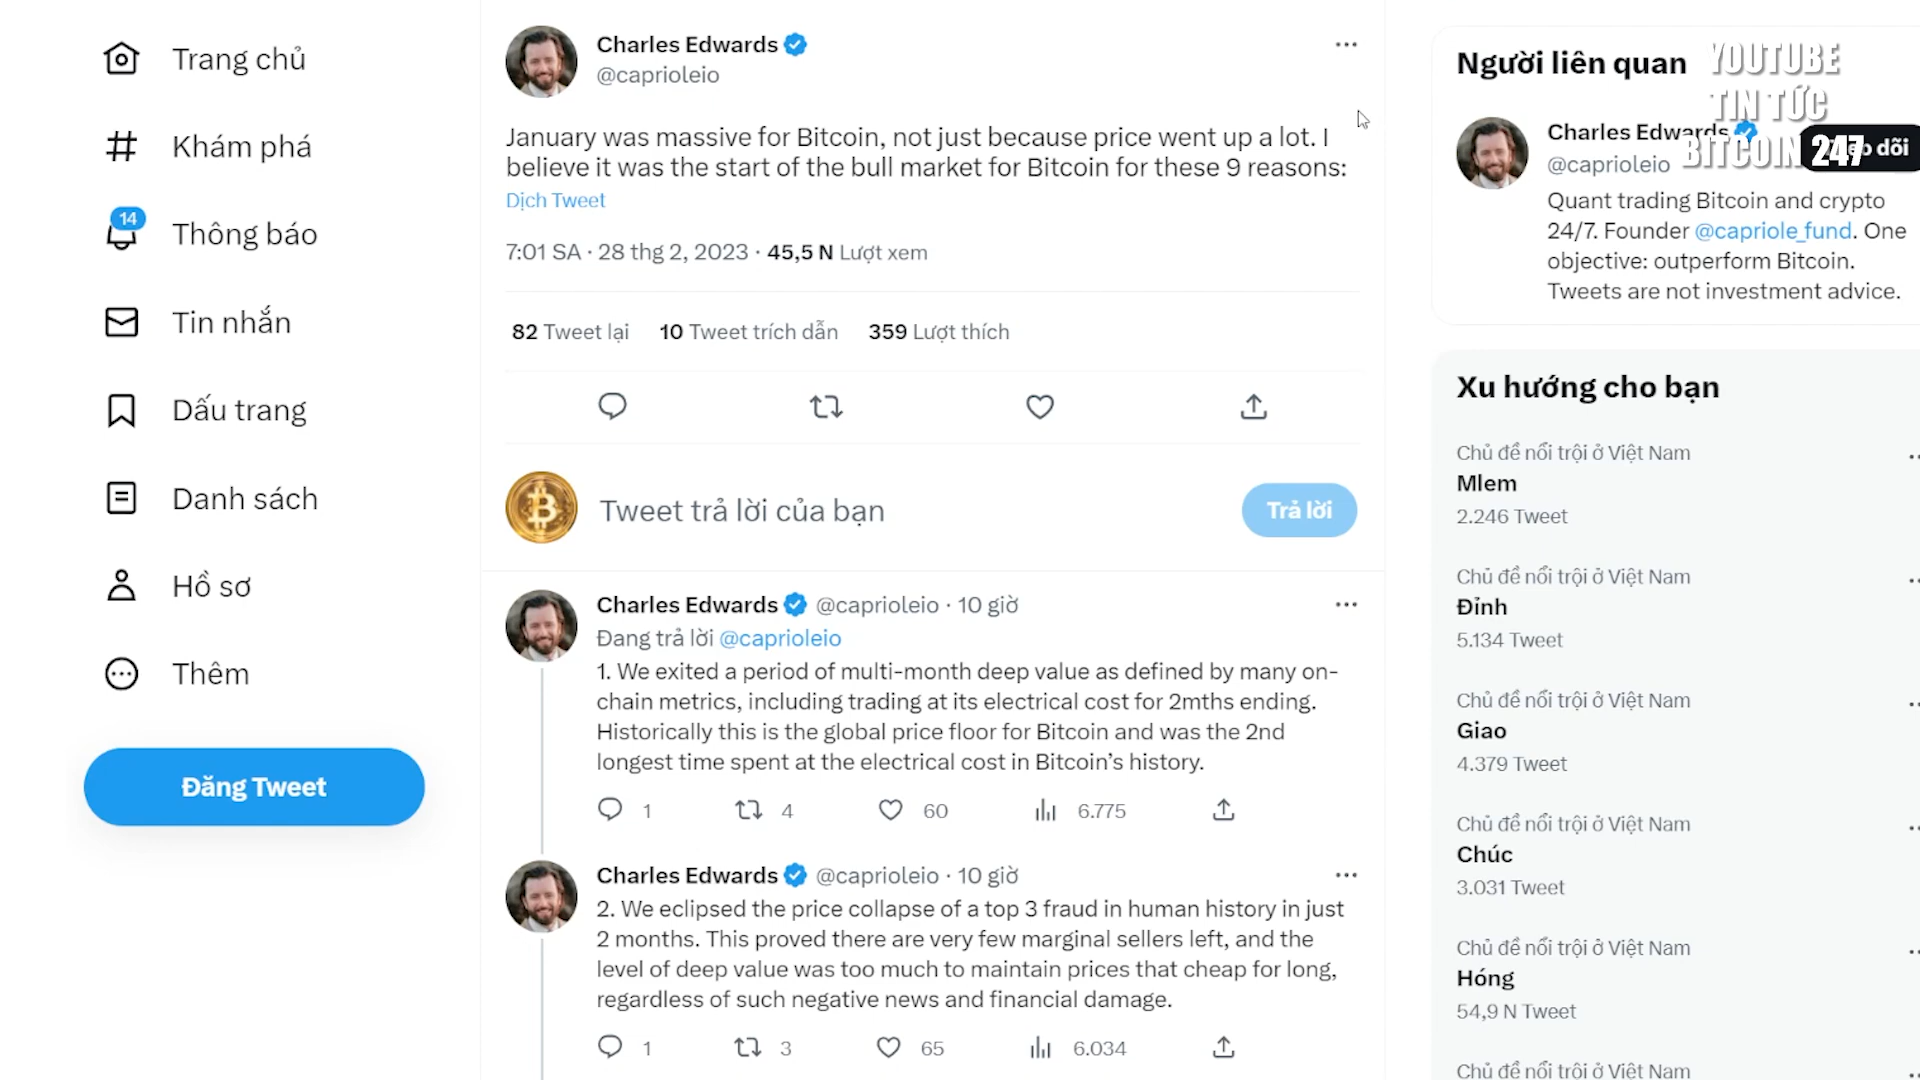 Trang chủ
Khám phá
14
Thông báo
Tin nhắn
Dấu trang
Danh sách
Hồ sơ
Thêm
Đăng Tweet
Charles Edwards
@caprioleio
January was massive for Bitcoin, not just because price went up a lot. I
believe it was the start of the bull market for Bitcoin for these 9 reasons:
Dịch Tweet
7:01 SA · 28 thg 2, 2023 · 45,5 N Lượt xem
82 Tweet lại 10 Tweet trích dẫn 359 Lượt thích
Tweet trả lời của bạn
Trả lời
Charles Edwards @caprioleio · 10 giờ
Đang trả lời @caprioleio
1. We exited a period of multi-month deep value as defined by many on-
chain metrics, including trading at its electrical cost for 2mths ending.
Historically this is the global price floor for Bitcoin and was the 2nd
longest time spent at the electrical cost in Bitcoin's history.
1 4 60 6.775
Charles Edwards @caprioleio · 10 giờ
2. We eclipsed the price collapse of a top 3 fraud in human history in just
2 months. This proved there are very few marginal sellers left, and the
level of deep value was too much to maintain prices that cheap for long,
regardless of such negative news and financial damage.
1 3 65 6.034
Người liên quan
YOUTUBE
TIN TỨC
BITCOIN 247
Charles Edwards
@caprioleio
dõi
Quant trading Bitcoin and crypto
24/7. Founder @capriole_fund. One
objective: outperform Bitcoin.
Tweets are not investment advice.
Xu hướng cho bạn
Chủ đề nổi trội ở Việt Nam
Mlem
2.246 Tweet
Chủ đề nổi trội ở Việt Nam
Đỉnh
5.134 Tweet
Chủ đề nổi trội ở Việt Nam
Giao
4.379 Tweet
Chủ đề nổi trội ở Việt Nam
Chúc
3.031 Tweet
Chủ đề nổi trội ở Việt Nam
Hóng
54,9 N Tweet
Chủ đề nổi trội ở Việt Nam